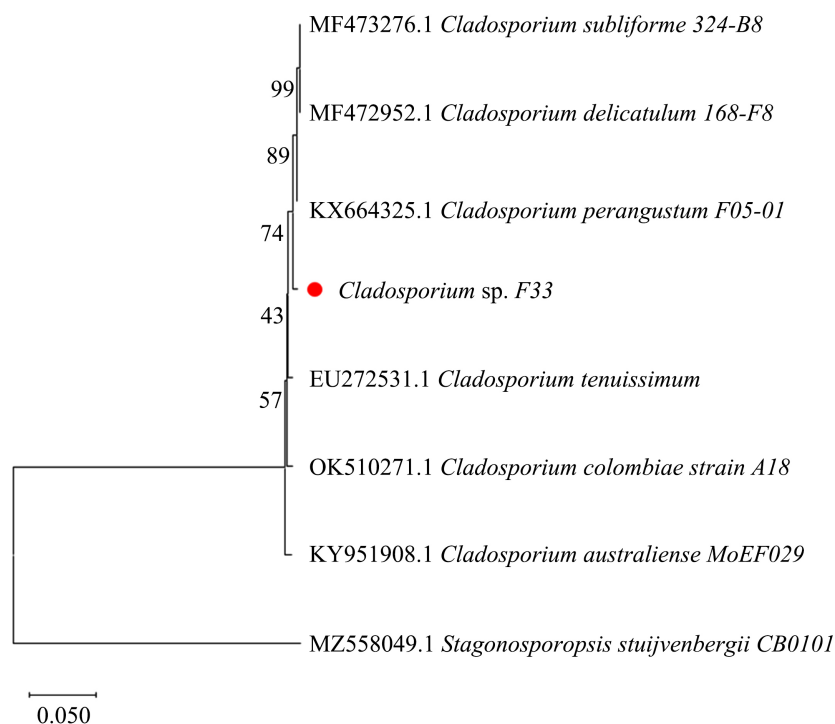 MF473276.1 Cladosporium subliforme 324-B8
99
MF472952.1 Cladosporium delicatulum 168-F8
89
KX664325.1 Cladosporium perangustum F05-01
74
Cladosporium sp. F33
43
EU272531.1 Cladosporium tenuissimum
57
OK510271.1 Cladosporium colombiae strain A18
KY951908.1 Cladosporium australiense MoEF029
MZ558049.1 Stagonosporopsis stuijvenbergii CB0101
0.050